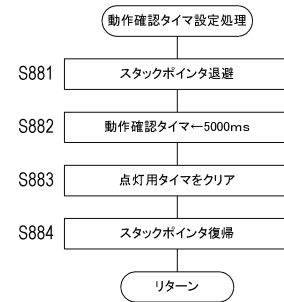 動作確認タイマ設定処理
S881
スタックポインタ退避
S882
動作確認タイマ←5000ms
S883
点灯用タイマをクリア
S884
スタックポインタ復帰
リターン